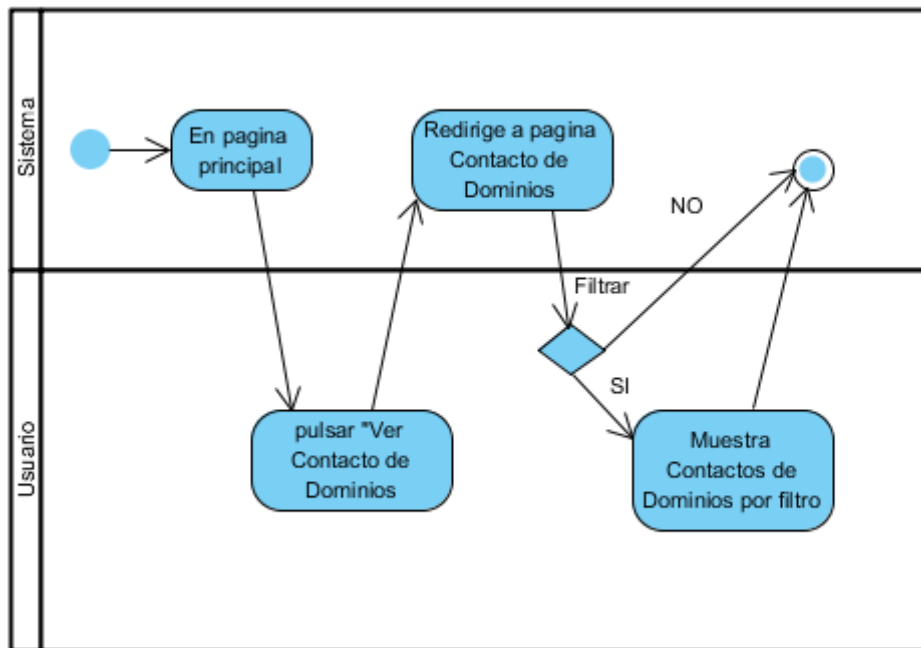 Sistema
En pagina
principal
Redirige a pagina
Contacto de
Dominios
NO
Filtrar
SI
Usuario
pulsar "Ver
Contacto de
Dominios
Muestra
Contactos de
Dominios por filtro